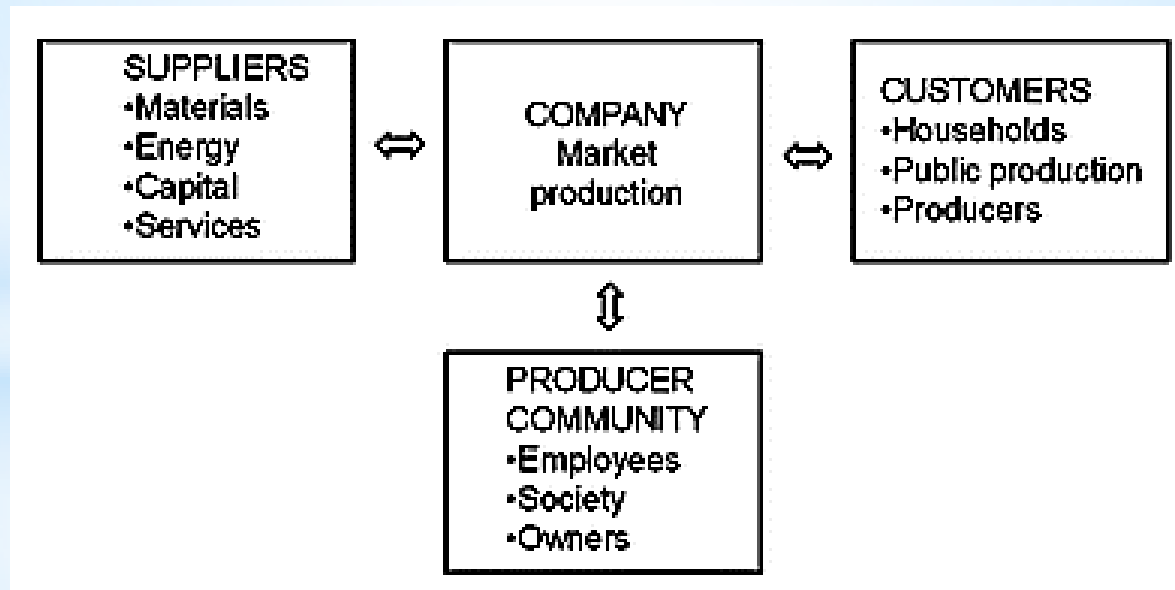 SUPPLIERS
•Materials
•Energy
•Capital
•Services
COMPANY
Market
production
CUSTOMERS
•Households
•Public production
•Producers
PRODUCER
COMMUNITY
•Employees
•Society
•Owners